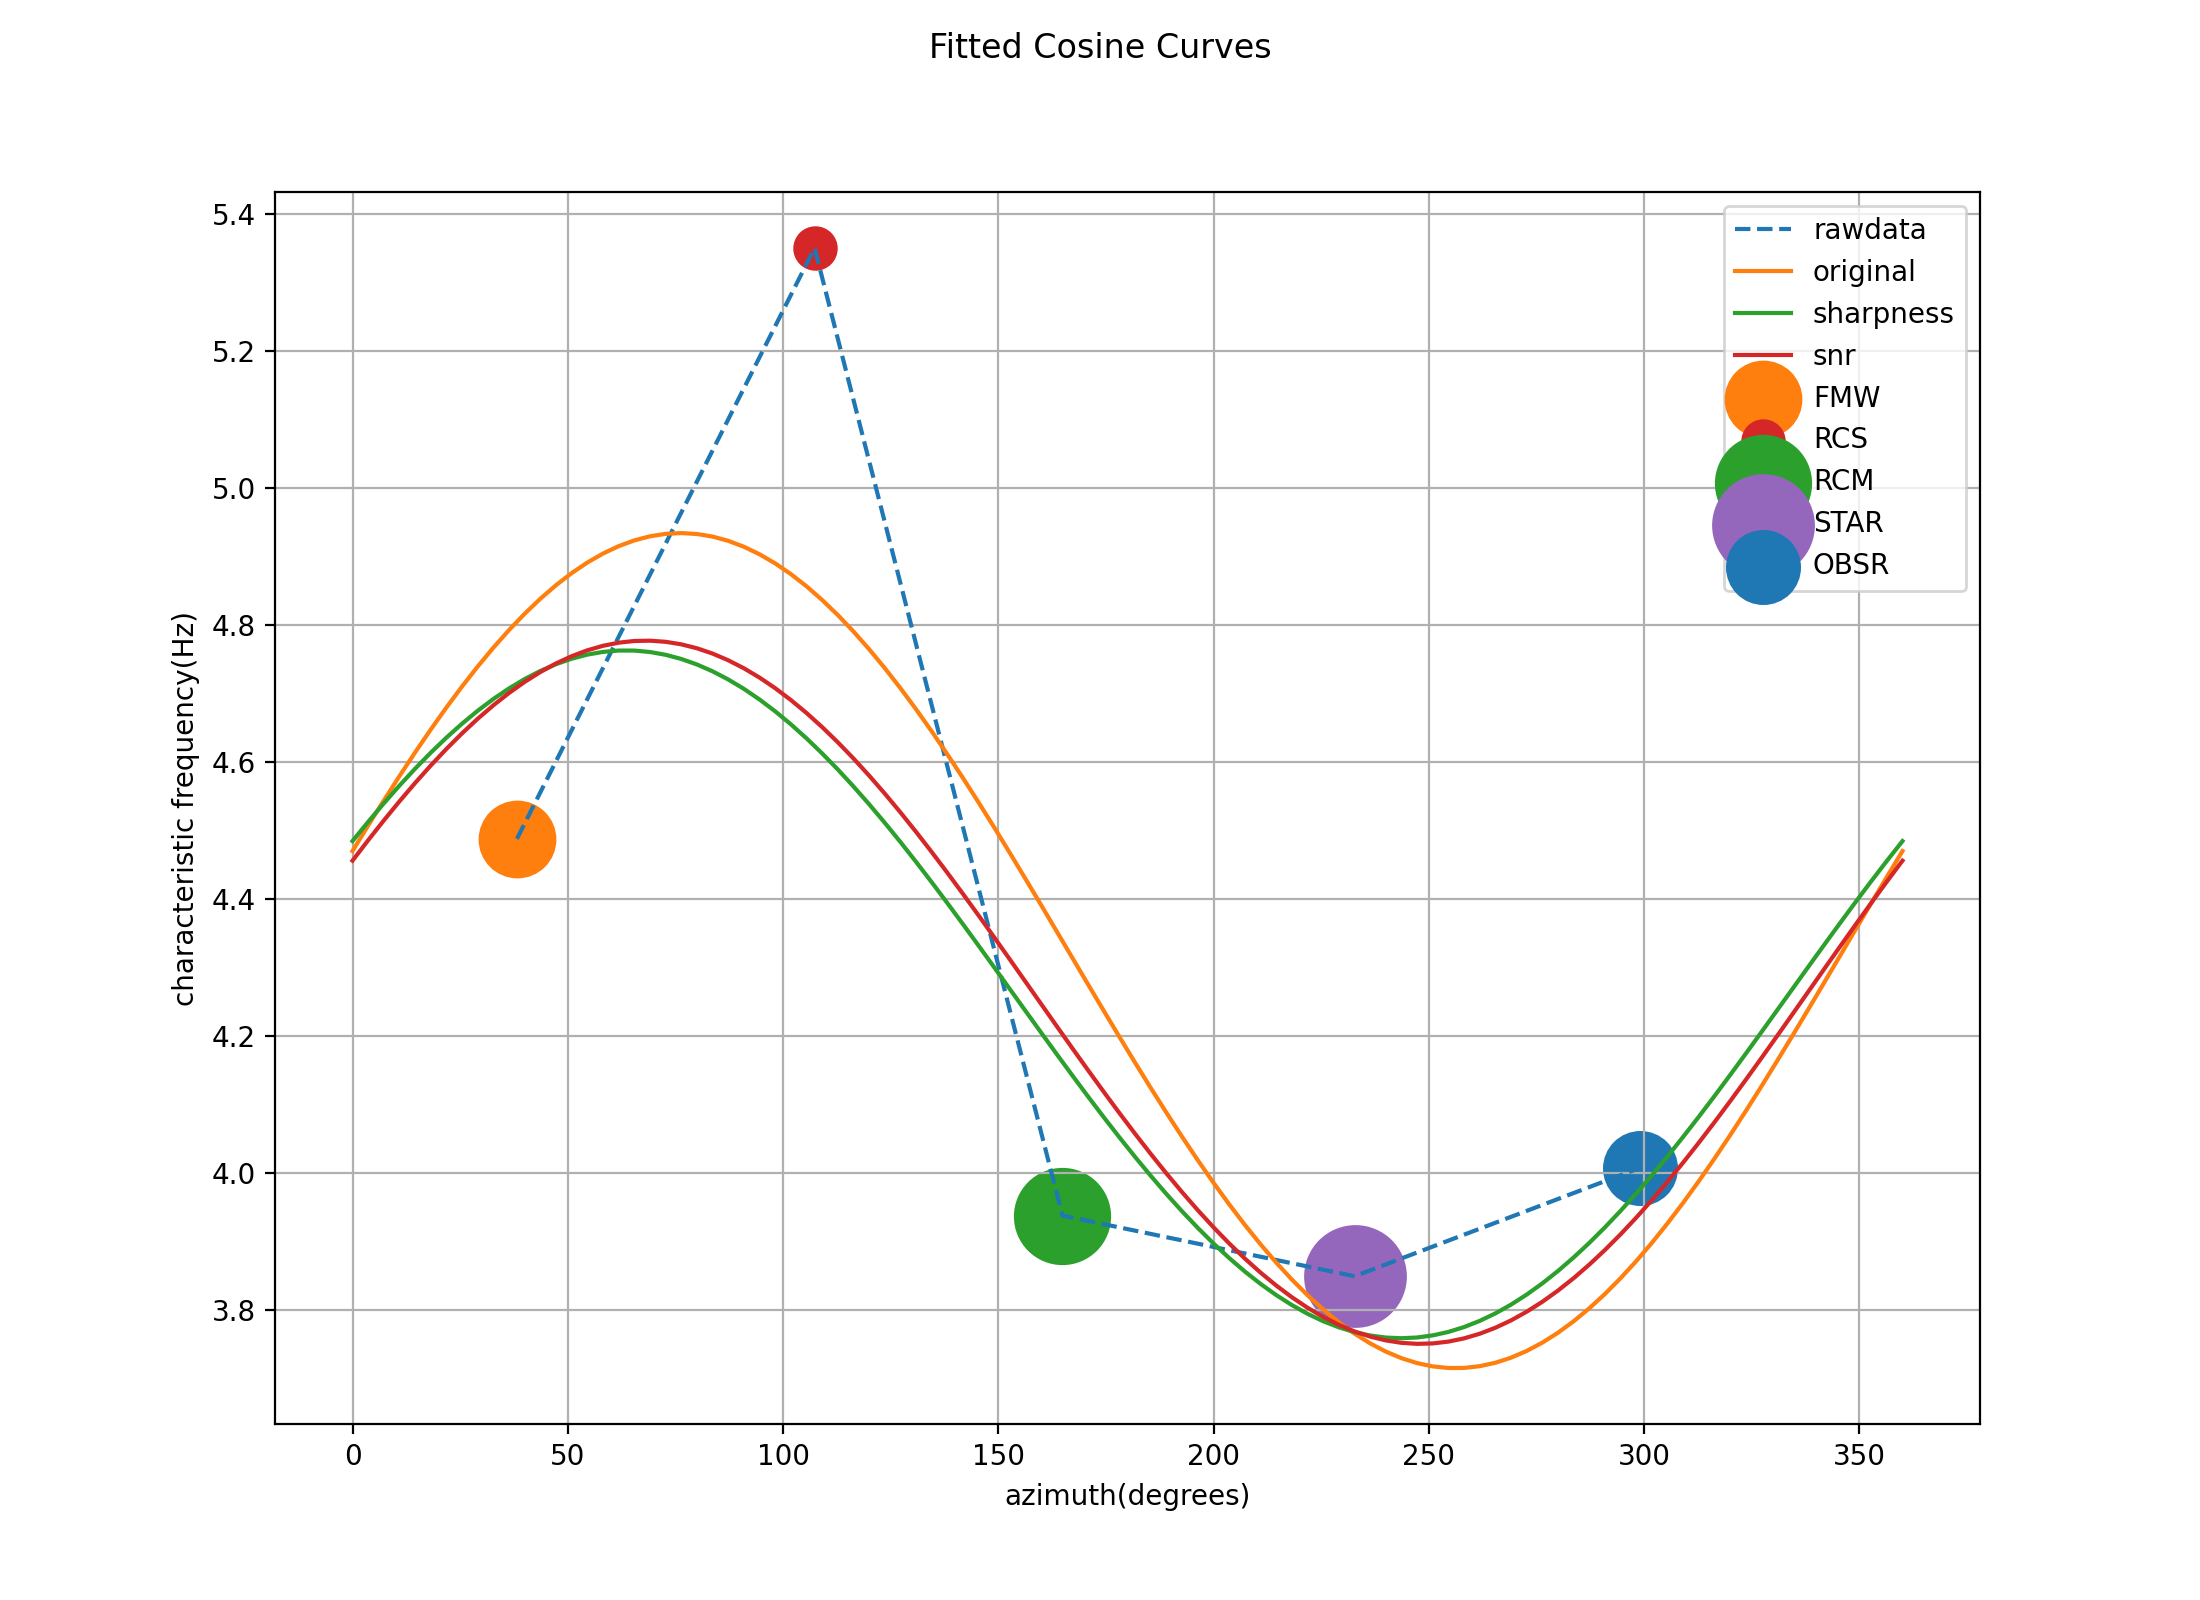 Fitted Cosine Curves
5.4
5.2
5.0
4.8
4.6
4.4
4.2
4.0
3.8
characteristic frequency(Hz)
0 50 100 150 200 250 300 350
azimuth(degrees)
rawdata
original
sharpness
snr
FMW
RCS
RCM
STAR
OBSR